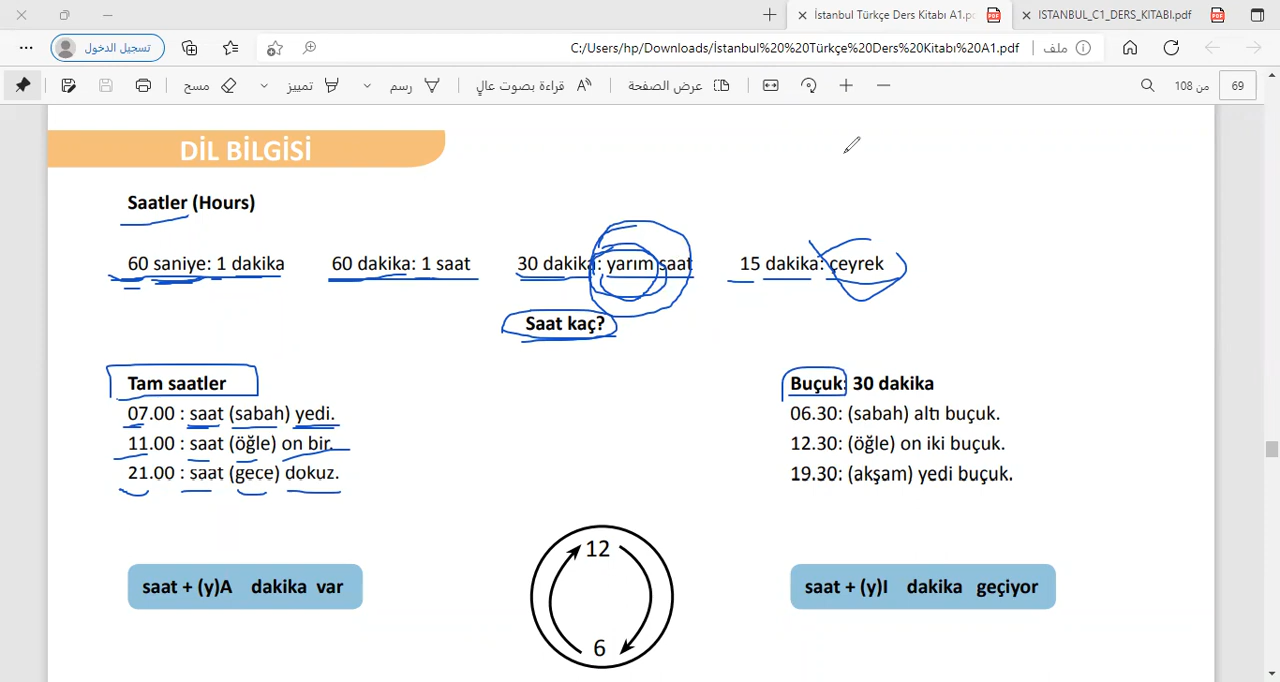 İstanbul Türkçe Ders Kitabı A1.pc
ISTANBUL_C1_DERS_KITABI.pdf
تسجيل الدخول
C:/Users/hp/Downloads/İstanbul%20%20Türkçe%20Ders%20Kitabı%20A1.pdf
ملف
مسح
تمييز
رسم
قراءة بصوت عالٍ
عرض الصفحة
من 108
69
DİL BİLGİSİ
Saatler (Hours)
60 saniye: 1 dakika 60 dakika: 1 saat 30 dakika: yarım saat 15 dakika: çeyrek
Saat kaç?
Tam saatler
07.00 : saat (sabah) yedi.
11.00 : saat (öğle) on bir.
21.00 : saat (gece) dokuz.
Buçuk: 30 dakika
06.30: (sabah) altı buçuk.
12.30: (öğle) on iki buçuk.
19.30: (akşam) yedi buçuk.
12
saat + (y)A dakika var
saat + (y)I dakika geçiyor
6